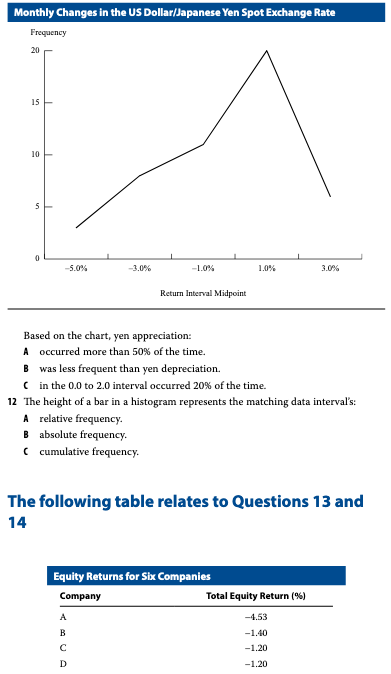 Monthly Changes in the US Dollar/Japanese Yen Spot Exchange Rate
Frequency
20
15
10
5
0
–5.0% –3.0% –1.0% 1.0% 3.0%
Return Interval Midpoint
Based on the chart, yen appreciation:
A occurred more than 50% of the time.
B was less frequent than yen depreciation.
C in the 0.0 to 2.0 interval occurred 20% of the time.
12 The height of a bar in a histogram represents the matching data interval's:
A relative frequency.
B absolute frequency.
C cumulative frequency.
The following table relates to Questions 13 and
14
Equity Returns for Six Companies
Company Total Equity Return (%)
A –4.53
B –1.40
C –1.20
D –1.20